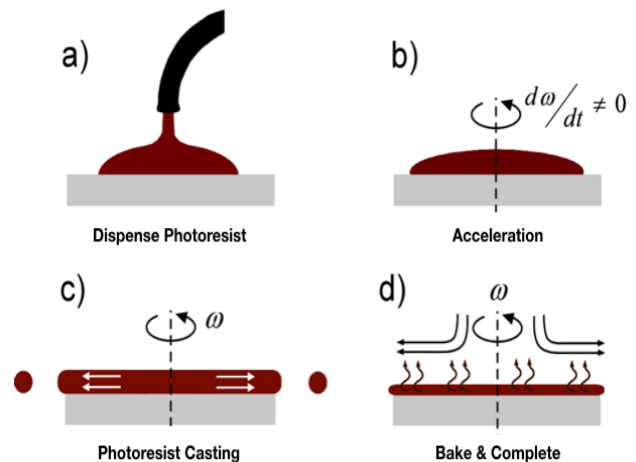 a)
b)
dω/dt ≠ 0
Dispense Photoresist
Acceleration
c)
ω
d)
ω
Photoresist Casting
Bake & Complete